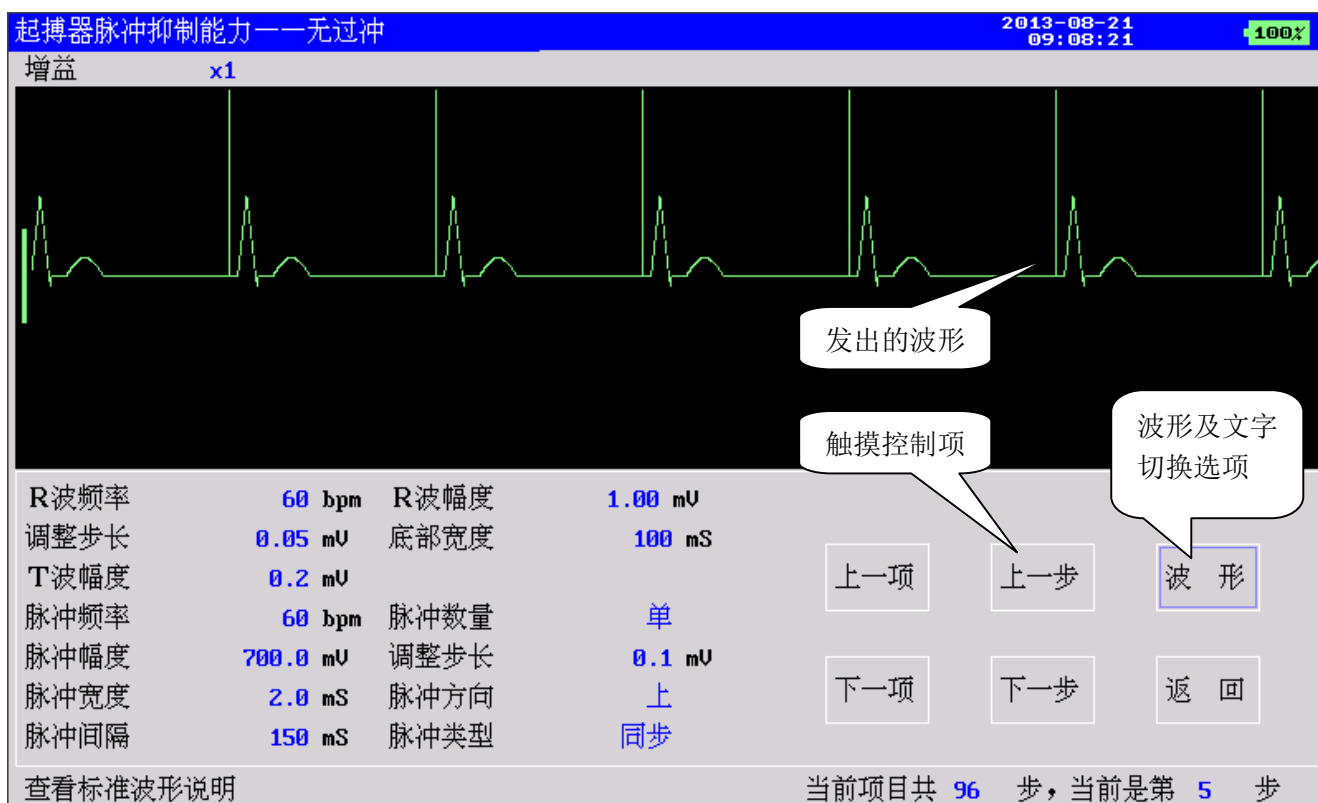 起搏器脉冲抑制能力——无过冲
2013-08-21
09:08:21
100%
增益 x1
发出的波形
触摸控制项
波形及文字
切换选项
R波频率 60 bpm R波幅度 1.00 mV
调整步长 0.05 mV 底部宽度 100 mS
T波幅度 0.2 mV
脉冲频率 60 bpm 脉冲数量 单
脉冲幅度 700.0 mV 调整步长 0.1 mV
脉冲宽度 2.0 mS 脉冲方向 上
脉冲间隔 150 mS 脉冲类型 同步
上一项 上一步 波 形
下一项 下一步 返 回
查看标准波形说明 当前项目共 96 步，当前是第 5 步